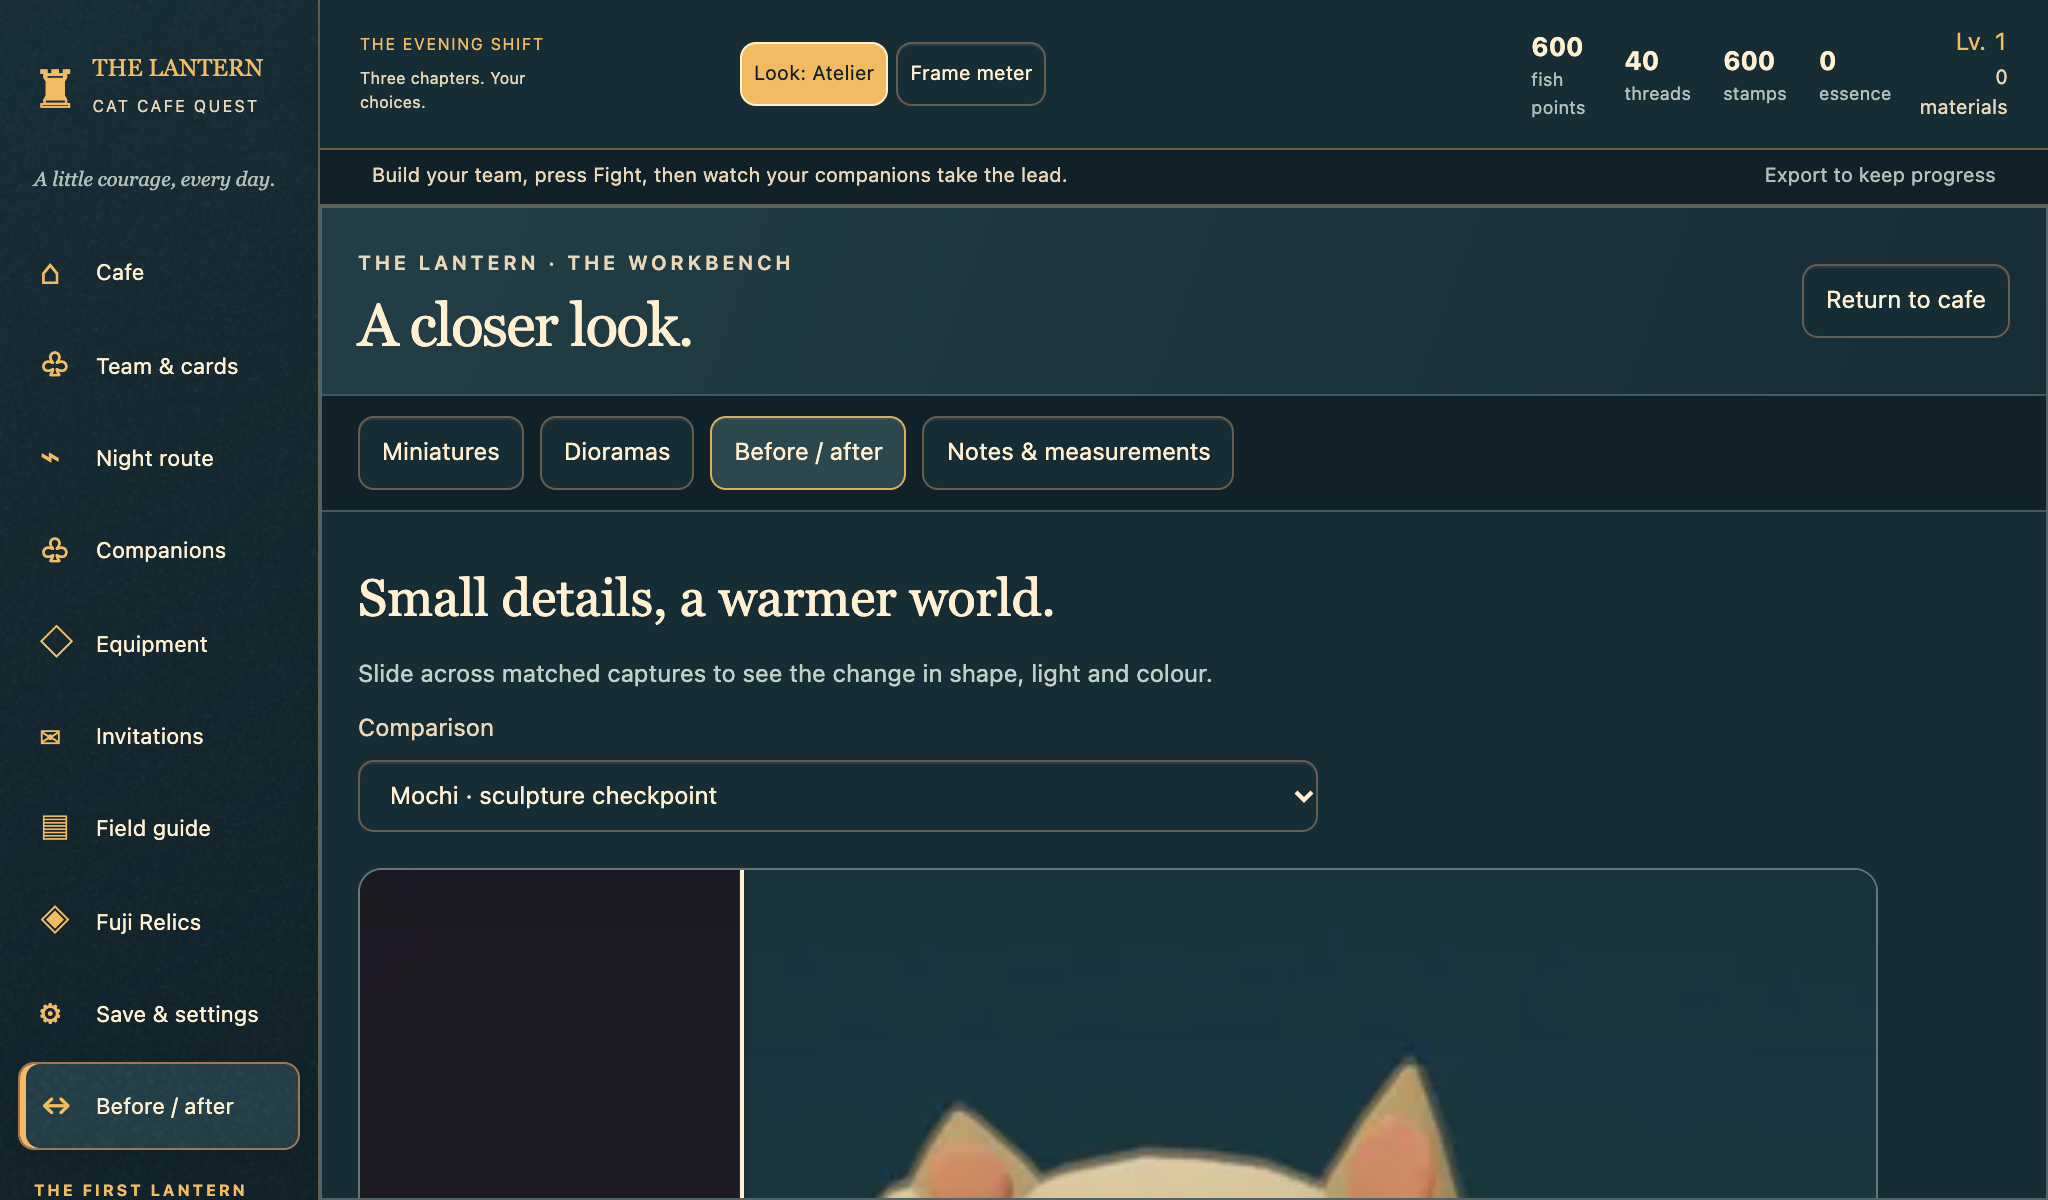 THE LANTERN
CAT CAFE QUEST
A little courage, every day.
Cafe
Team & cards
Night route
Companions
Equipment
Invitations
Field guide
Fuji Relics
Save & settings
Before / after
THE FIRST LANTERN
THE EVENING SHIFT
Three chapters. Your
choices.
Look: Atelier
Frame meter
600
fish
points
40
threads
600
stamps
0
essence
Lv. 1
0
materials
Build your team, press Fight, then watch your companions take the lead.
Export to keep progress
THE LANTERN · THE WORKBENCH
A closer look.
Return to cafe
Miniatures
Dioramas
Before / after
Notes & measurements
Small details, a warmer world.
Slide across matched captures to see the change in shape, light and colour.
Comparison
Mochi · sculpture checkpoint